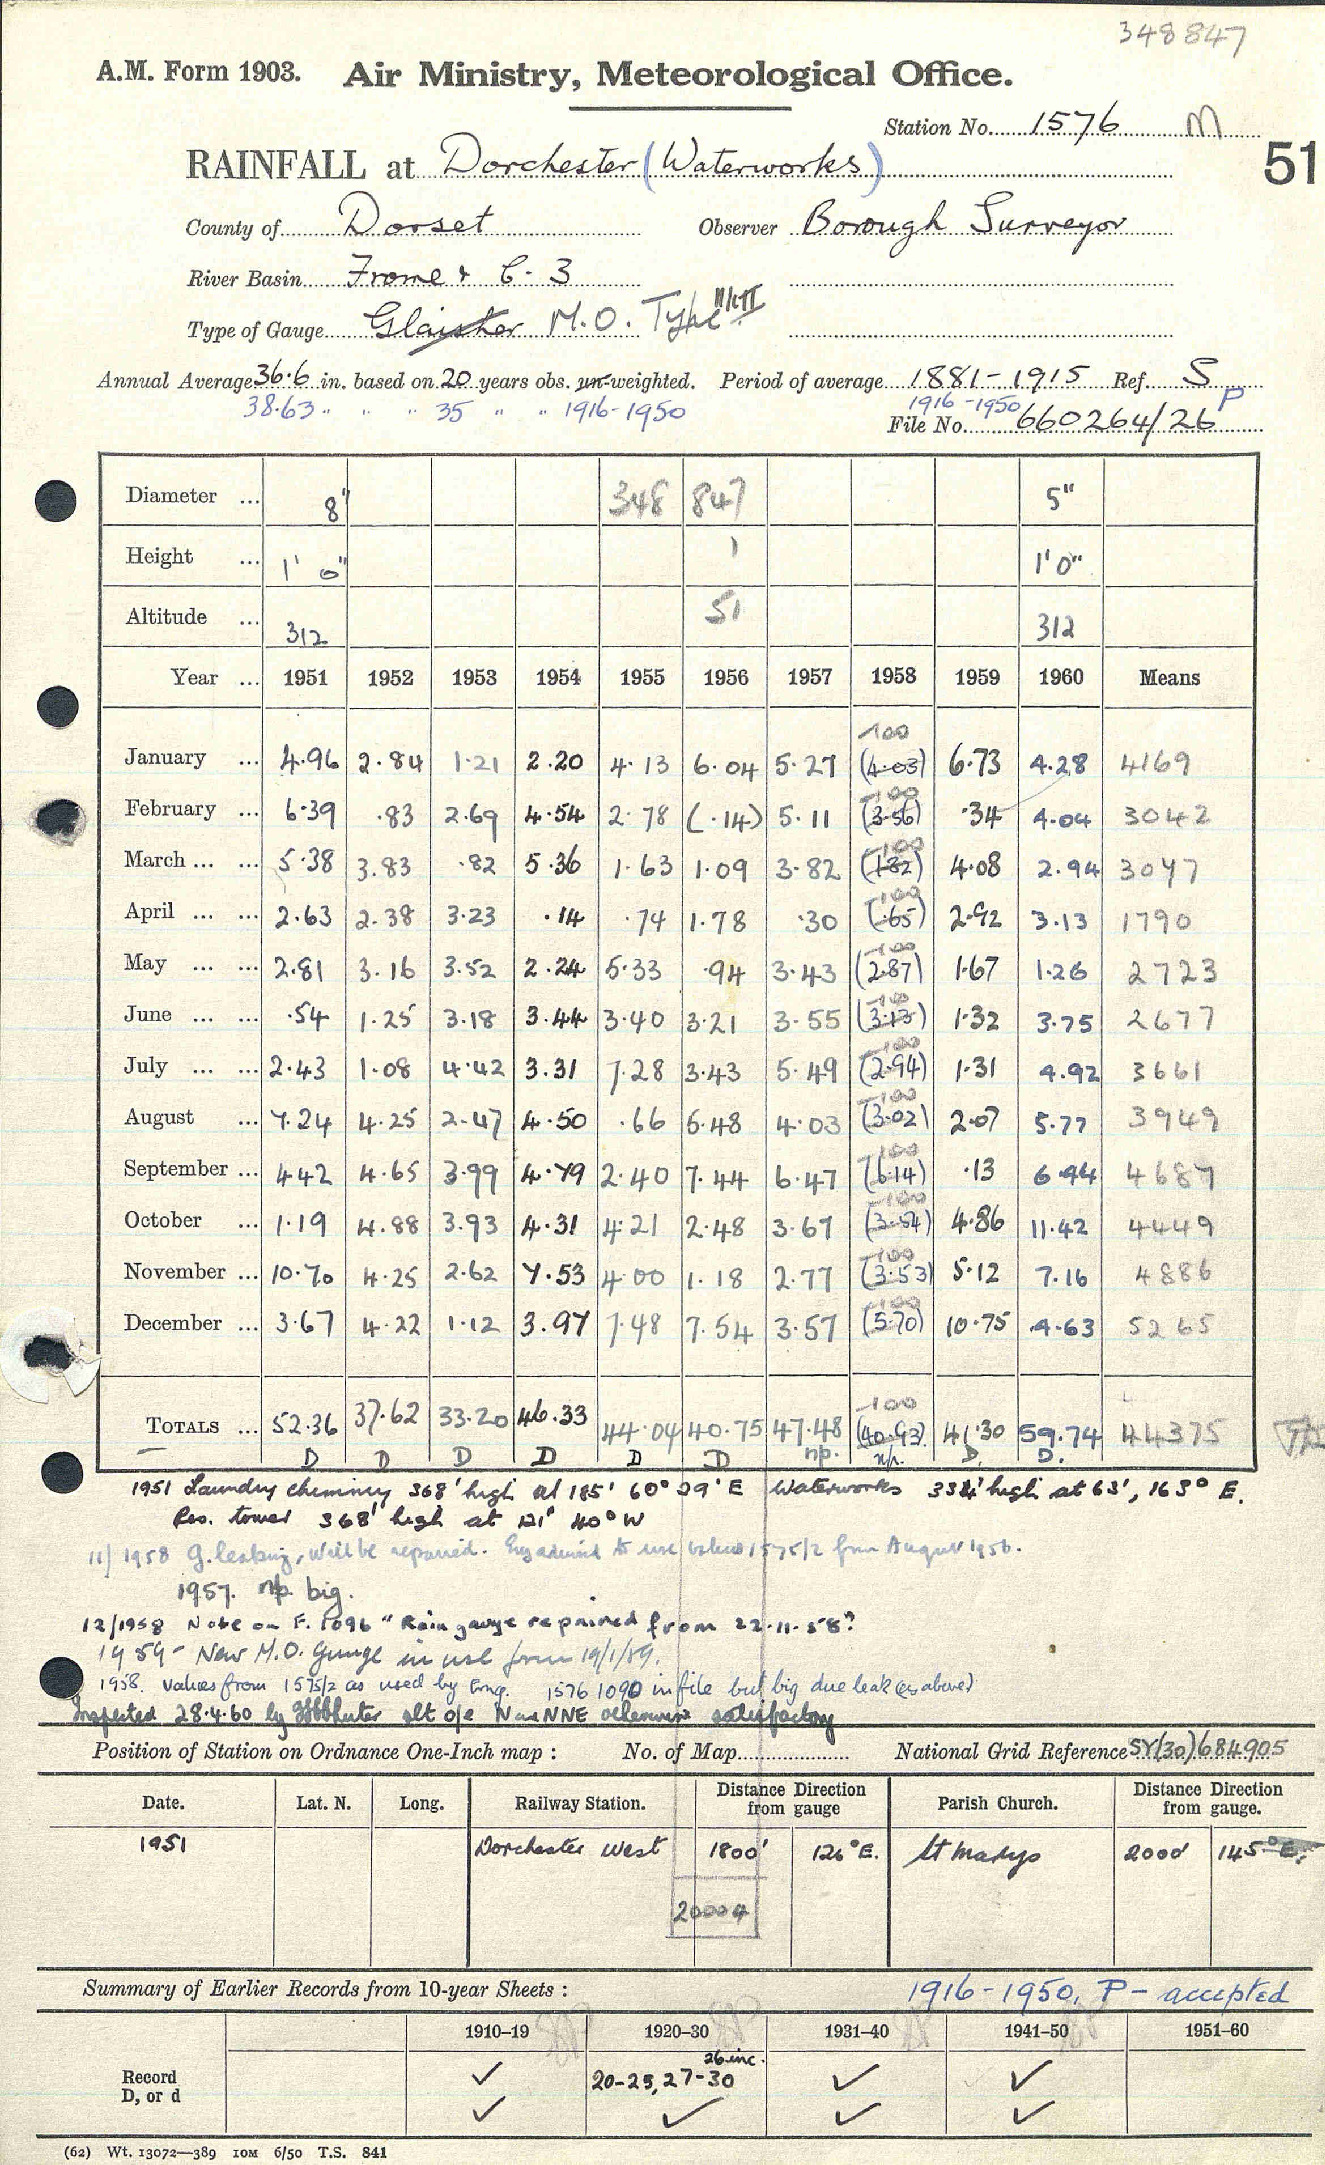 348847
A.M. Form 1903. Air Ministry, Meteorological Office.
Station No. 1576 M
51
RAINFALL at Dorchester (Waterworks)
County of Dorset Observer Borough Surveyor
River Basin Frome & C. 3
Type of Gauge Glaisher M.O. Type
Annual Average 36.6 in. based on 20 years obs. un-weighted. Period of average 1881-1915 Ref. S
38.63 " " " 35 " " 1916-1950 1916-1950 P
File No. 660264/26
Diameter ... 8" 348 847 5"
Height ... 1' 0" 1 1'0"
Altitude ... 312 51 312
Year ... 1951 1952 1953 1954 1955 1956 1957 1958 1959 1960 Means
January ... 4.96 2.84 1.21 2.20 4.13 6.04 5.27 -100 (4.03) 6.73 4.28 4169
February ... 6.39 .83 2.69 4.54 2.78 (.14) 5.11 -100 (3.56) .34 4.04 3042
March ... ... 5.38 3.83 .82 5.36 1.63 1.09 3.82 -100 (1.82) 4.08 2.94 3047
April ... ... 2.63 2.38 3.23 .14 .74 1.78 .30 -100 (.65) 2.92 3.13 1790
May ... ... 2.81 3.16 3.52 2.24 5.33 .94 3.43 -100 (2.87) 1.67 1.26 2723
June ... ... .54 1.25 3.18 3.44 3.40 3.21 3.55 -100 (3.13) 1.32 3.75 2677
July ... ... 2.43 1.08 4.42 3.31 7.28 3.43 5.49 -100 (2.94) 1.31 4.92 3661
August ... 7.24 4.25 2.47 4.50 .66 5.48 4.03 -100 (3.02) 2.07 5.77 3949
September ... 4.42 4.65 3.99 4.79 2.40 7.44 6.47 -100 (6.14) .13 6.44 4687
October ... 1.19 4.88 3.93 4.31 4.21 2.48 3.67 -100 (3.54) 4.86 11.42 4449
November ... 10.70 4.25 2.62 7.53 4.00 1.18 2.77 -100 (3.53) 5.12 7.16 4886
December ... 3.67 4.22 1.12 3.97 7.48 7.54 3.57 -100 (5.70) 10.75 4.63 5265
TOTALS ... 52.36 37.62 33.20 46.33 44.04 40.75 47.48 -100 (40.93) 41.30 59.74 44375
D D D D D D n/p. n/p. D. D.
1951 Laundry chimney 368' high at 185' 60° 29' E Waterworks 334' high at 63', 163° E.
Res. tower 368' high at 121' 40° W
11/1958 G. leaking, will be repaired. Eng advised to use values 1575/2 from August 1956.
1957. n/p. big.
12/1958 Note on F. 1096 "Rain gauge repaired from 22.11.58"
1959 - New M.O. Gauge in use from 19/1/59.
1958. values from 1575/2 as used by Eng. 1576 1090 in file but big due leak (as above)
Inspected 28.4.60 by alt o/e N and NNE otherwise satisfactory
Position of Station on Ordnance One-Inch map : No. of Map National Grid Reference SY(30)684905
Date. Lat. N. Long. Railway Station. Distance Direction from gauge Parish Church. Distance Direction from gauge.
1951 Dorchester West 1800' 126° E. St Marys 2000' 145° E.
20004
Summary of Earlier Records from 10-year Sheets : 1916-1950, P - accepted
1910–19 1920–30 1931–40 1941–50 1951–60
26 inc.
Record ✓ 20-25, 27-30 ✓ ✓
D, or d ✓ ✓ ✓ ✓
(62) Wt. 13072—389 10M 6/50 T.S. 841